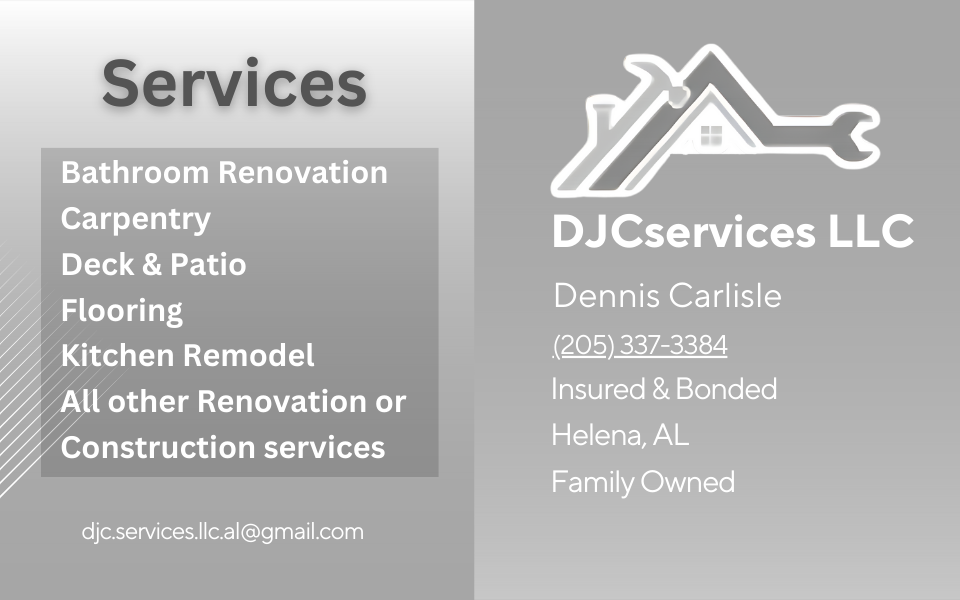 Services
Bathroom Renovation
Carpentry
Deck & Patio
Flooring
Kitchen Remodel
All other Renovation or
Construction services
djc.services.llc.al@gmail.com
DJCservices LLC
Dennis Carlisle
(205) 337-3384
Insured & Bonded
Helena, AL
Family Owned